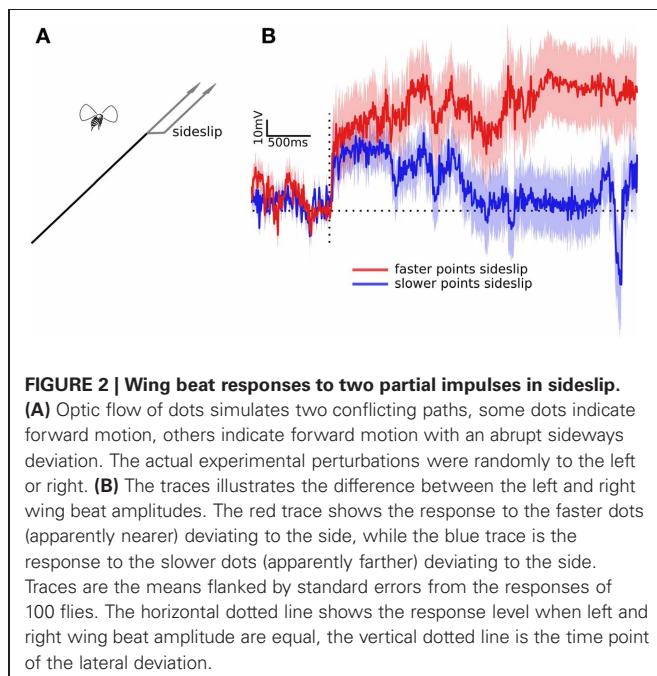 A
B
sideslip
10mV
500ms
faster points sideslip
slower points sideslip
FIGURE 2 | Wing beat responses to two partial impulses in sideslip.
(A) Optic flow of dots simulates two conflicting paths, some dots indicate
forward motion, others indicate forward motion with an abrupt sideways
deviation. The actual experimental perturbations were randomly to the left
or right. (B) The traces illustrates the difference between the left and right
wing beat amplitudes. The red trace shows the response to the faster dots
(apparently nearer) deviating to the side, while the blue trace is the
response to the slower dots (apparently farther) deviating to the side.
Traces are the means flanked by standard errors from the responses of
100 flies. The horizontal dotted line shows the response level when left and
right wing beat amplitude are equal, the vertical dotted line is the time point
of the lateral deviation.